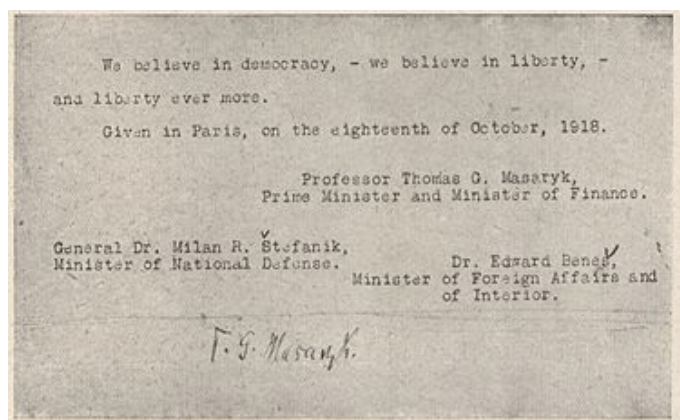 We believe in democracy, - we believe in liberty, -
and liberty ever more.
Given in Paris, on the eighteenth of October, 1918.
Professor Thomas G. Masaryk,
Prime Minister and Minister of Finance.
General Dr. Milan R. Štefanik,
Minister of National Defense.
Dr. Edward Beneš,
Minister of Foreign Affairs and
of Interior.
T. G. Masaryk.